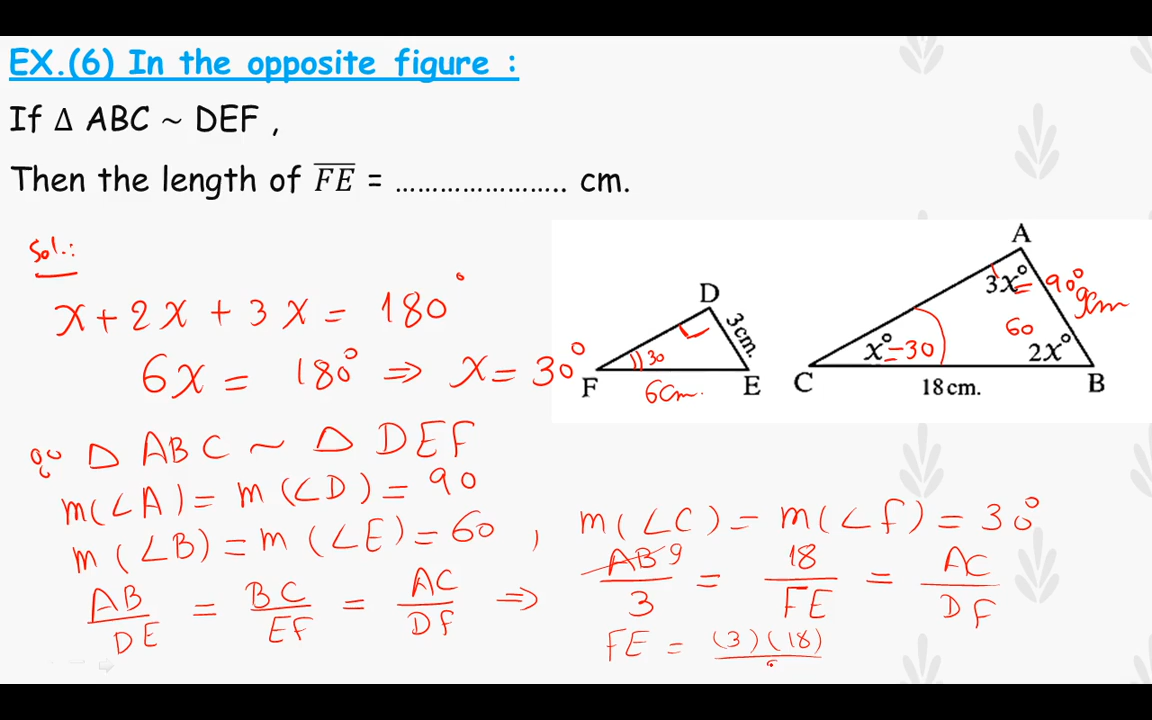 EX.(6) In the opposite figure :
If Δ ABC ~ DEF ,
Then the length of FE = ..................... cm.
Sol.:
x + 2x + 3x = 180°
6x = 180° ⇒ x = 30°
∵ Δ ABC ~ Δ DEF
m(∠A) = m(∠D) = 90
m(∠B) = m(∠E) = 60 , m(∠C) = m(∠F) = 30°
AB/DE = BC/EF = AC/DF ⇒ AB 9/3 = 18/FE = AC/DF
FE = (3)(18)/
D
3 cm.
30
F
6cm.
E
A
3x° = 90°
9cm
60
x° = 30
2x°
C
18 cm.
B